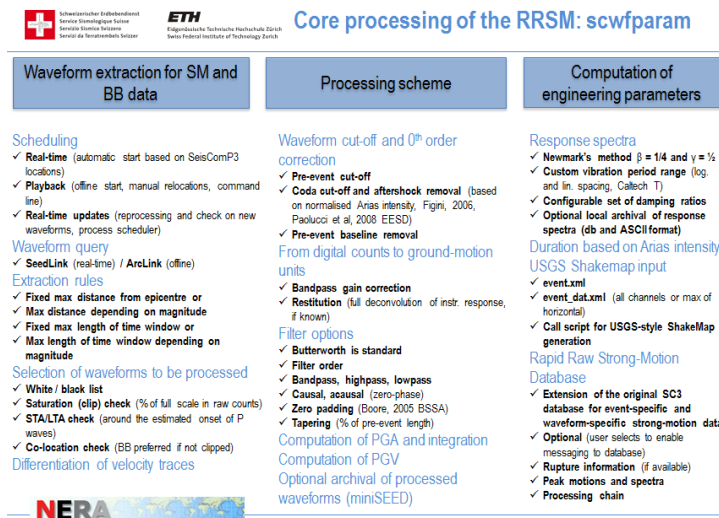 Schweizerischer Erdbebendienst
Service Sismologique Suisse
Servizio Sismico Svizzero
Servizi da Terratrembels Svizzer
ETH
Eidgenössische Technische Hochschule Zürich
Swiss Federal Institute of Technology Zurich
Core processing of the RRSM: scwfparam
Waveform extraction for SM and
BB data
Scheduling
✓ Real-time (automatic start based on SeisComP3
locations)
✓ Playback (offline start, manual relocations, command
line)
✓ Real-time updates (reprocessing and check on new
waveforms, process scheduler)
Waveform query
✓ SeedLink (real-time) / ArcLink (offline)
Extraction rules
✓ Fixed max distance from epicentre or
✓ Max distance depending on magnitude
✓ Fixed max length of time window or
✓ Max length of time window depending on
magnitude
Selection of waveforms to be processed
✓ White / black list
✓ Saturation (clip) check (% of full scale in raw counts)
✓ STA/LTA check (around the estimated onset of P
waves)
✓ Co-location check (BB preferred if not clipped)
Differentiation of velocity traces
NERA
Processing scheme
Waveform cut-off and 0th order
correction
✓ Pre-event cut-off
✓ Coda cut-off and aftershock removal (based
on normalised Arias intensity, Figini, 2006,
Paolucci et al, 2008 EESD)
✓ Pre-event baseline removal
From digital counts to ground-motion
units
✓ Bandpass gain correction
✓ Restitution (full deconvolution of instr. response,
if known)
Filter options
✓ Butterworth is standard
✓ Filter order
✓ Bandpass, highpass, lowpass
✓ Causal, acausal (zero-phase)
✓ Zero padding (Boore, 2005 BSSA)
✓ Tapering (% of pre-event length)
Computation of PGA and integration
Computation of PGV
Optional archival of processed
waveforms (miniSEED)
Computation of
engineering parameters
Response spectra
✓ Newmark's method β = 1/4 and γ = ½
✓ Custom vibration period range (log.
and lin. spacing, Caltech T)
✓ Configurable set of damping ratios
✓ Optional local archival of response
spectra (db and ASCII format)
Duration based on Arias intensity
USGS Shakemap input
✓ event.xml
✓ event_dat.xml (all channels or max of
horizontal)
✓ Call script for USGS-style ShakeMap
generation
Rapid Raw Strong-Motion
Database
✓ Extension of the original SC3
database for event-specific and
waveform-specific strong-motion data
✓ Optional (user selects to enable
messaging to database)
✓ Rupture information (if available)
✓ Peak motions and spectra
✓ Processing chain